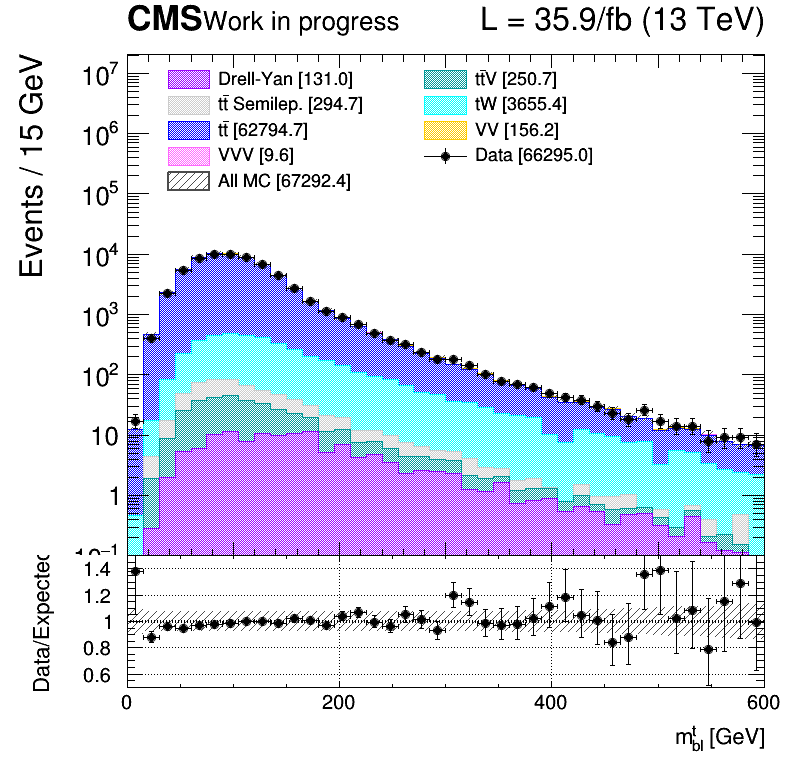 CMS Work in progress L = 35.9/fb (13 TeV)
Events / 15 GeV
Drell-Yan [131.0]
tt̄ Semilep. [294.7]
tt̄ [62794.7]
VVV [9.6]
All MC [67292.4]
tt̄V [250.7]
tW [3655.4]
VV [156.2]
Data [66295.0]
10⁷
10⁶
10⁵
10⁴
10³
10²
10
1
10⁻¹
Data/Expected
1.4
1.2
1
0.8
0.6
0 200 400 600
mᵗbl [GeV]